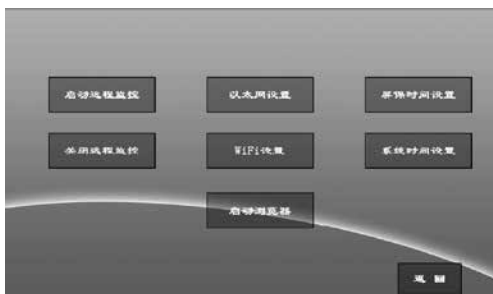 启动远程监控
以太网设置
屏保时间设置
关闭远程监控
WiFi设置
系统时间设置
启动浏览器
返回